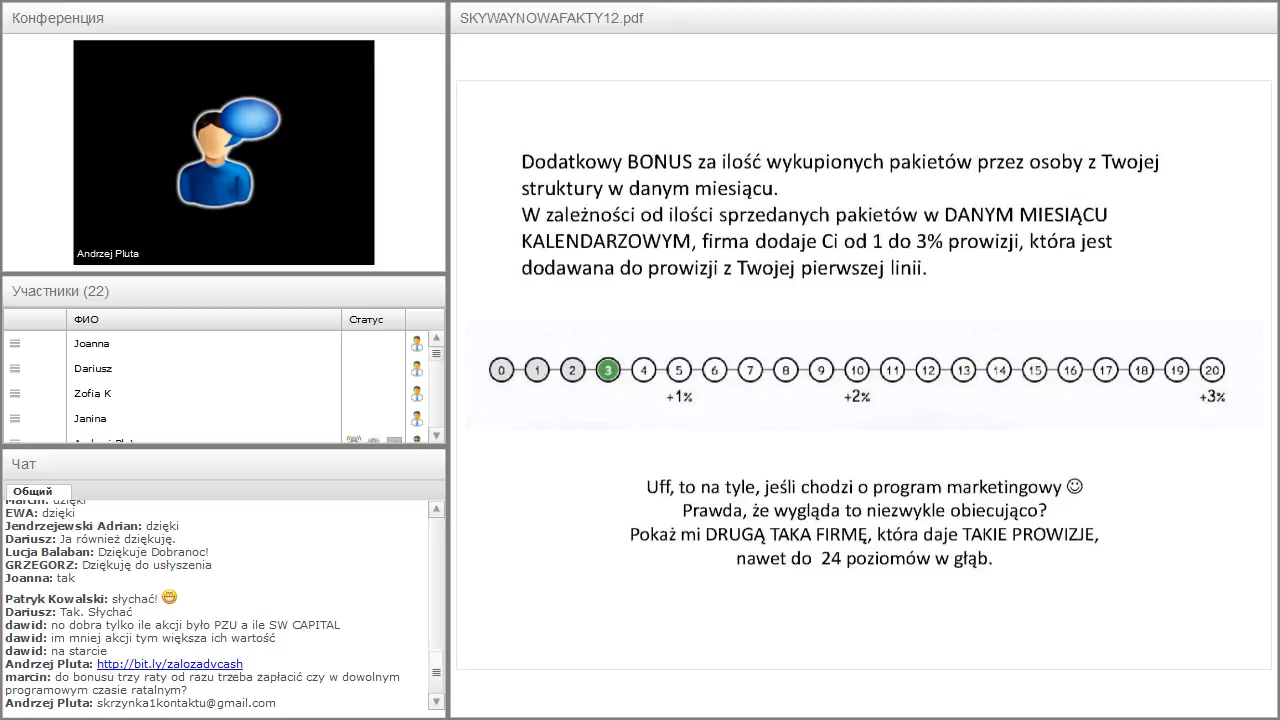 Конференция
Andrzej Pluta
Участники (22)
ФИО
Статус
Joanna
Dariusz
Zofia K
Janina
Чат
Общий
Marcin: dzięki
EWA: dzięki
Jendrzejewski Adrian: dzięki
Dariusz: Ja również dziękuję.
Lucja Balaban: Dziękuje Dobranoc!
GRZEGORZ: Dziękuję do usłyszenia
Joanna: tak
Patryk Kowalski: słychać!
Dariusz: Tak. Słychać
dawid: no dobra tylko ile akcji było PZU a ile SW CAPITAL
dawid: im mniej akcji tym większa ich wartość
dawid: na starcie
Andrzej Pluta: http://bit.ly/zalozadvcash
marcin: do bonusu trzy raty od razu trzeba zapłacić czy w dowolnym
programowym czasie ratalnym?
Andrzej Pluta: skrzynka1kontaktu@gmail.com
SKYWAYNOWAFAKTY12.pdf
Dodatkowy BONUS za ilość wykupionych pakietów przez osoby z Twojej
struktury w danym miesiącu.
W zależności od ilości sprzedanych pakietów w DANYM MIESIĄCU
KALENDARZOWYM, firma dodaje Ci od 1 do 3% prowizji, która jest
dodawana do prowizji z Twojej pierwszej linii.
0 1 2 3 4 5 6 7 8 9 10 11 12 13 14 15 16 17 18 19 20
+1% +2% +3%
Uff, to na tyle, jeśli chodzi o program marketingowy ☺
Prawda, że wygląda to niezwykle obiecująco?
Pokaż mi DRUGĄ TAKA FIRMĘ, która daje TAKIE PROWIZJE,
nawet do 24 poziomów w głąb.